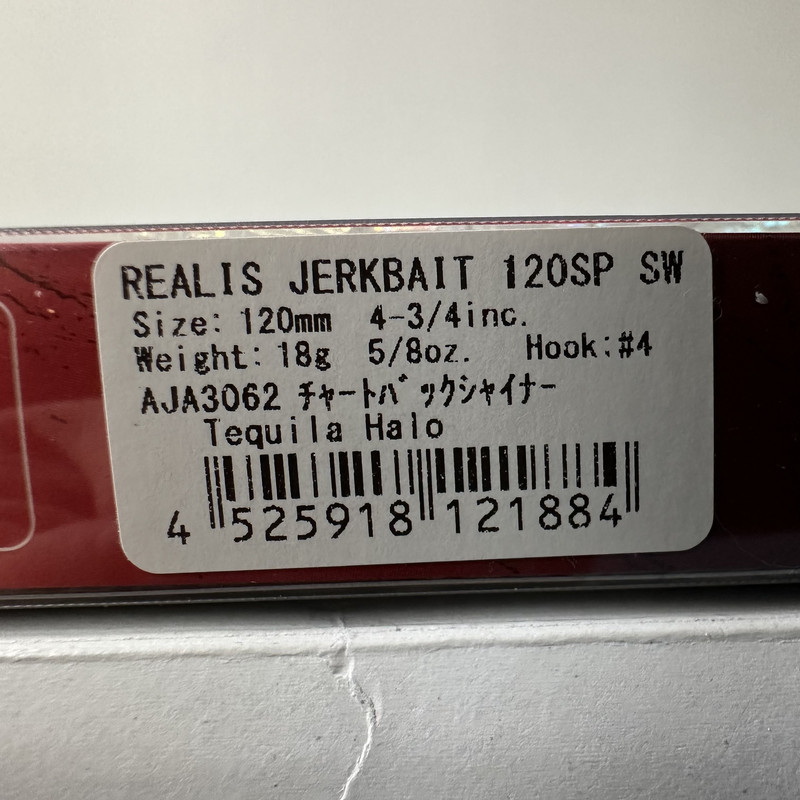 REALIS JERKBAIT 120SP SW
Size: 120mm 4-3/4inc.
Weight: 18g 5/8oz. Hook:#4
AJA3062 ﾁｬｰﾄﾊﾞｯｸｼｬｲﾅｰ
Tequila Halo
4 525918 121884